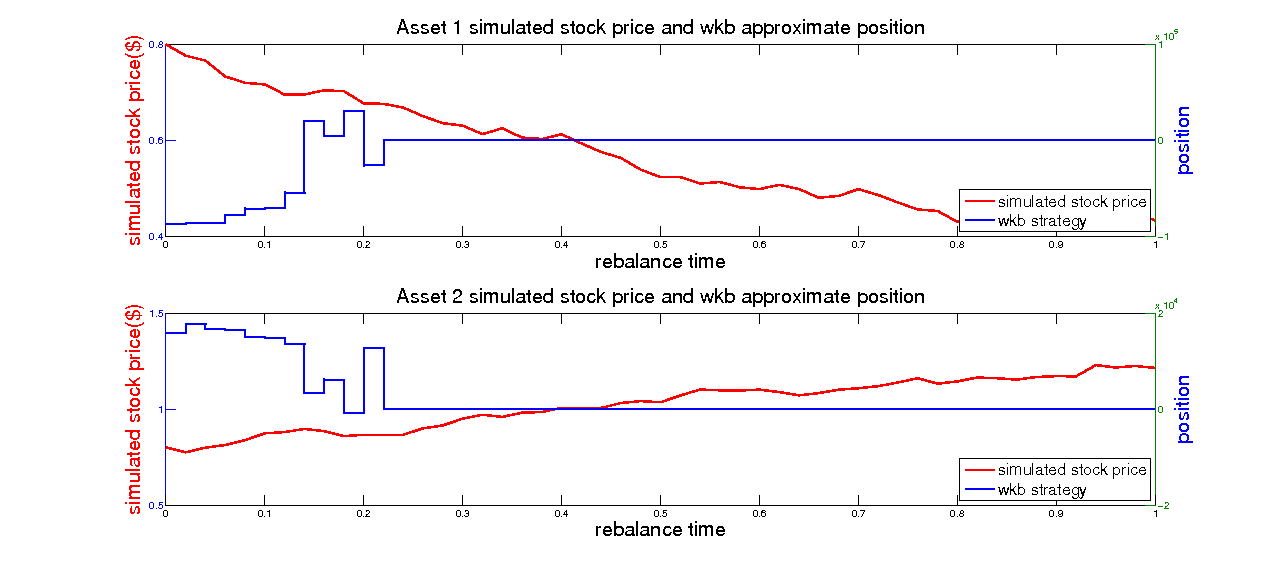 Asset 1 simulated stock price and wkb approximate position
x 10^5
simulated stock price($)
0.8
0.6
0.4
1
0
−1
position
simulated stock price
wkb strategy
0 0.1 0.2 0.3 0.4 0.5 0.6 0.7 0.8 0.9 1
rebalance time
Asset 2 simulated stock price and wkb approximate position
x 10^4
simulated stock price($)
1.5
1
0.5
2
0
−2
position
simulated stock price
wkb strategy
0 0.1 0.2 0.3 0.4 0.5 0.6 0.7 0.8 0.9 1
rebalance time